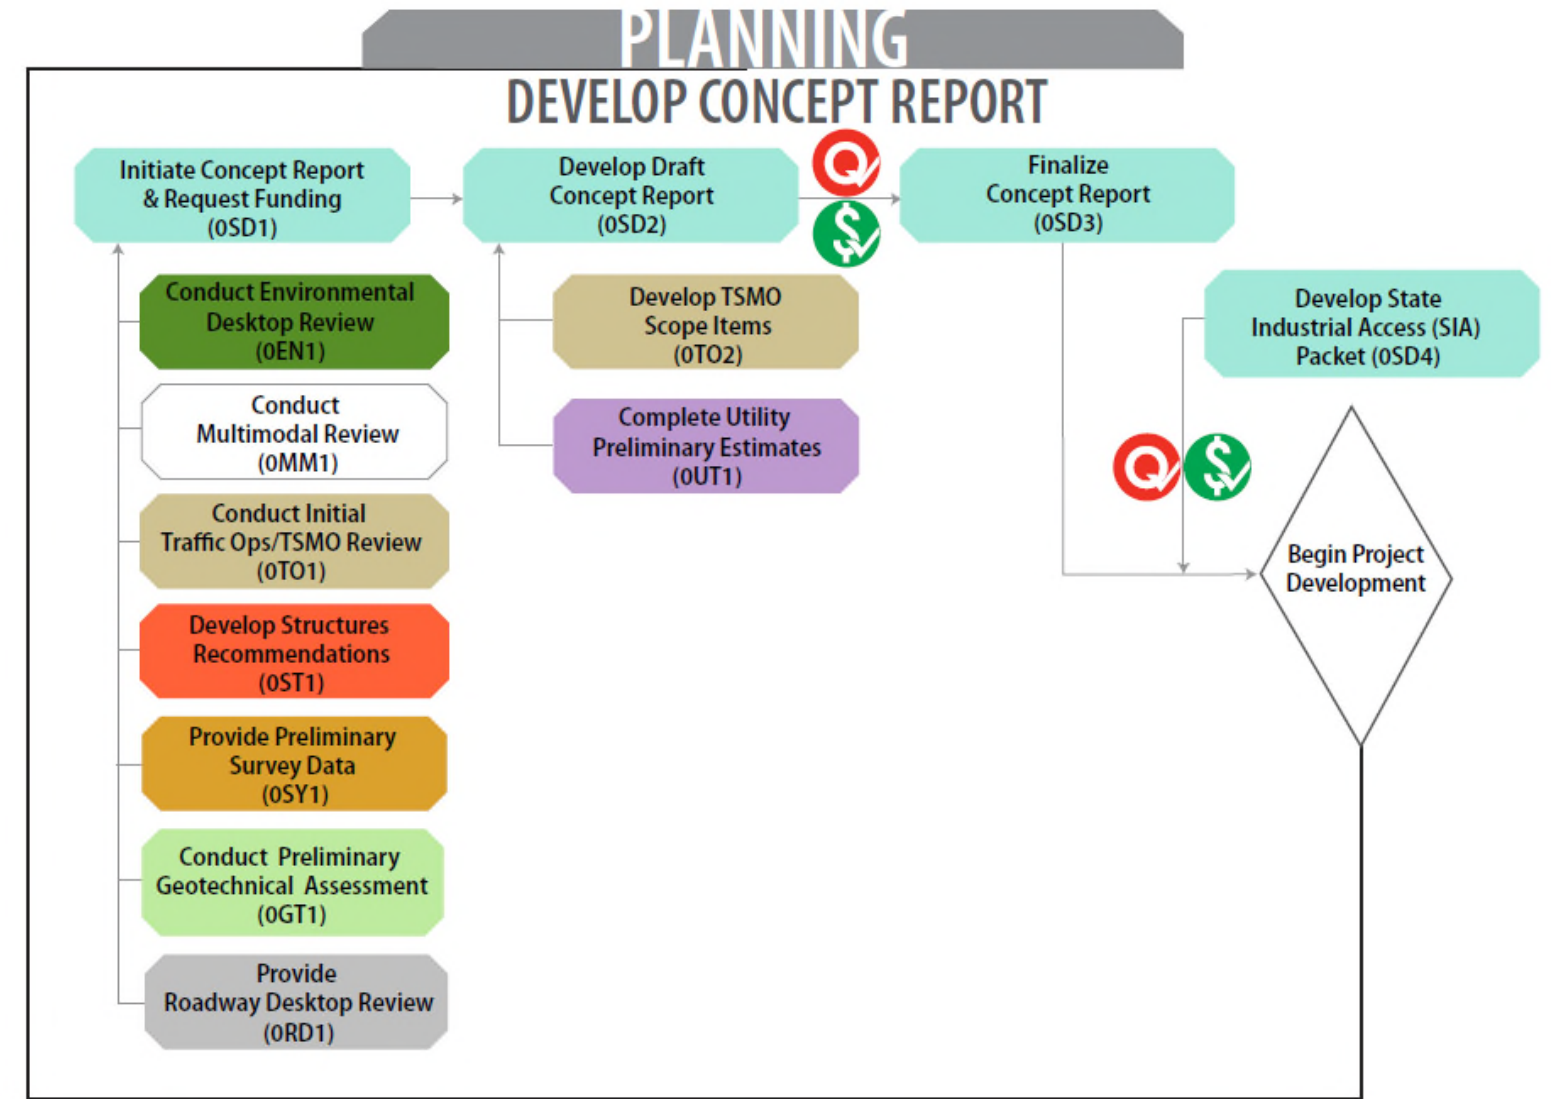 PLANNING
DEVELOP CONCEPT REPORT
Initiate Concept Report
& Request Funding
(0SD1)
Develop Draft
Concept Report
(0SD2)
Q
$
Finalize
Concept Report
(0SD3)
Conduct Environmental
Desktop Review
(0EN1)
Conduct
Multimodal Review
(0MM1)
Conduct Initial
Traffic Ops/TSMO Review
(0TO1)
Develop Structures
Recommendations
(0ST1)
Provide Preliminary
Survey Data
(0SY1)
Conduct Preliminary
Geotechnical Assessment
(0GT1)
Provide
Roadway Desktop Review
(0RD1)
Develop TSMO
Scope Items
(0TO2)
Complete Utility
Preliminary Estimates
(0UT1)
Develop State
Industrial Access (SIA)
Packet (0SD4)
Q
$
Begin Project
Development